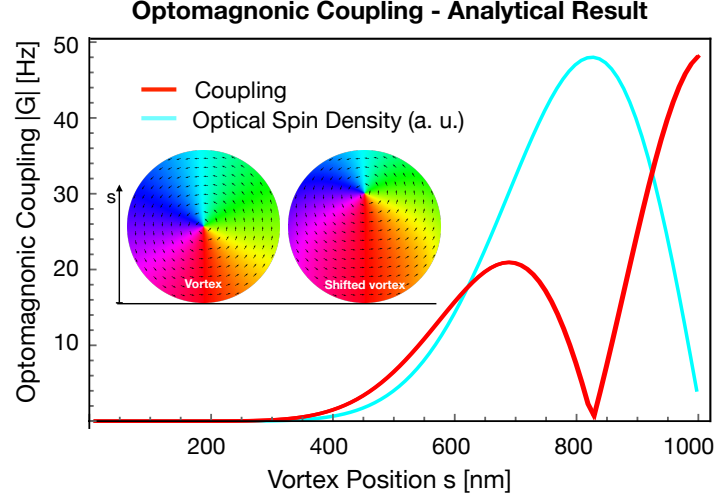 Optomagnonic Coupling - Analytical Result
Optomagnonic Coupling |G| [Hz]
50
40
30
20
10
Coupling
Optical Spin Density (a. u.)
s
Vortex
Shifted vortex
200
400
600
800
1000
Vortex Position s [nm]